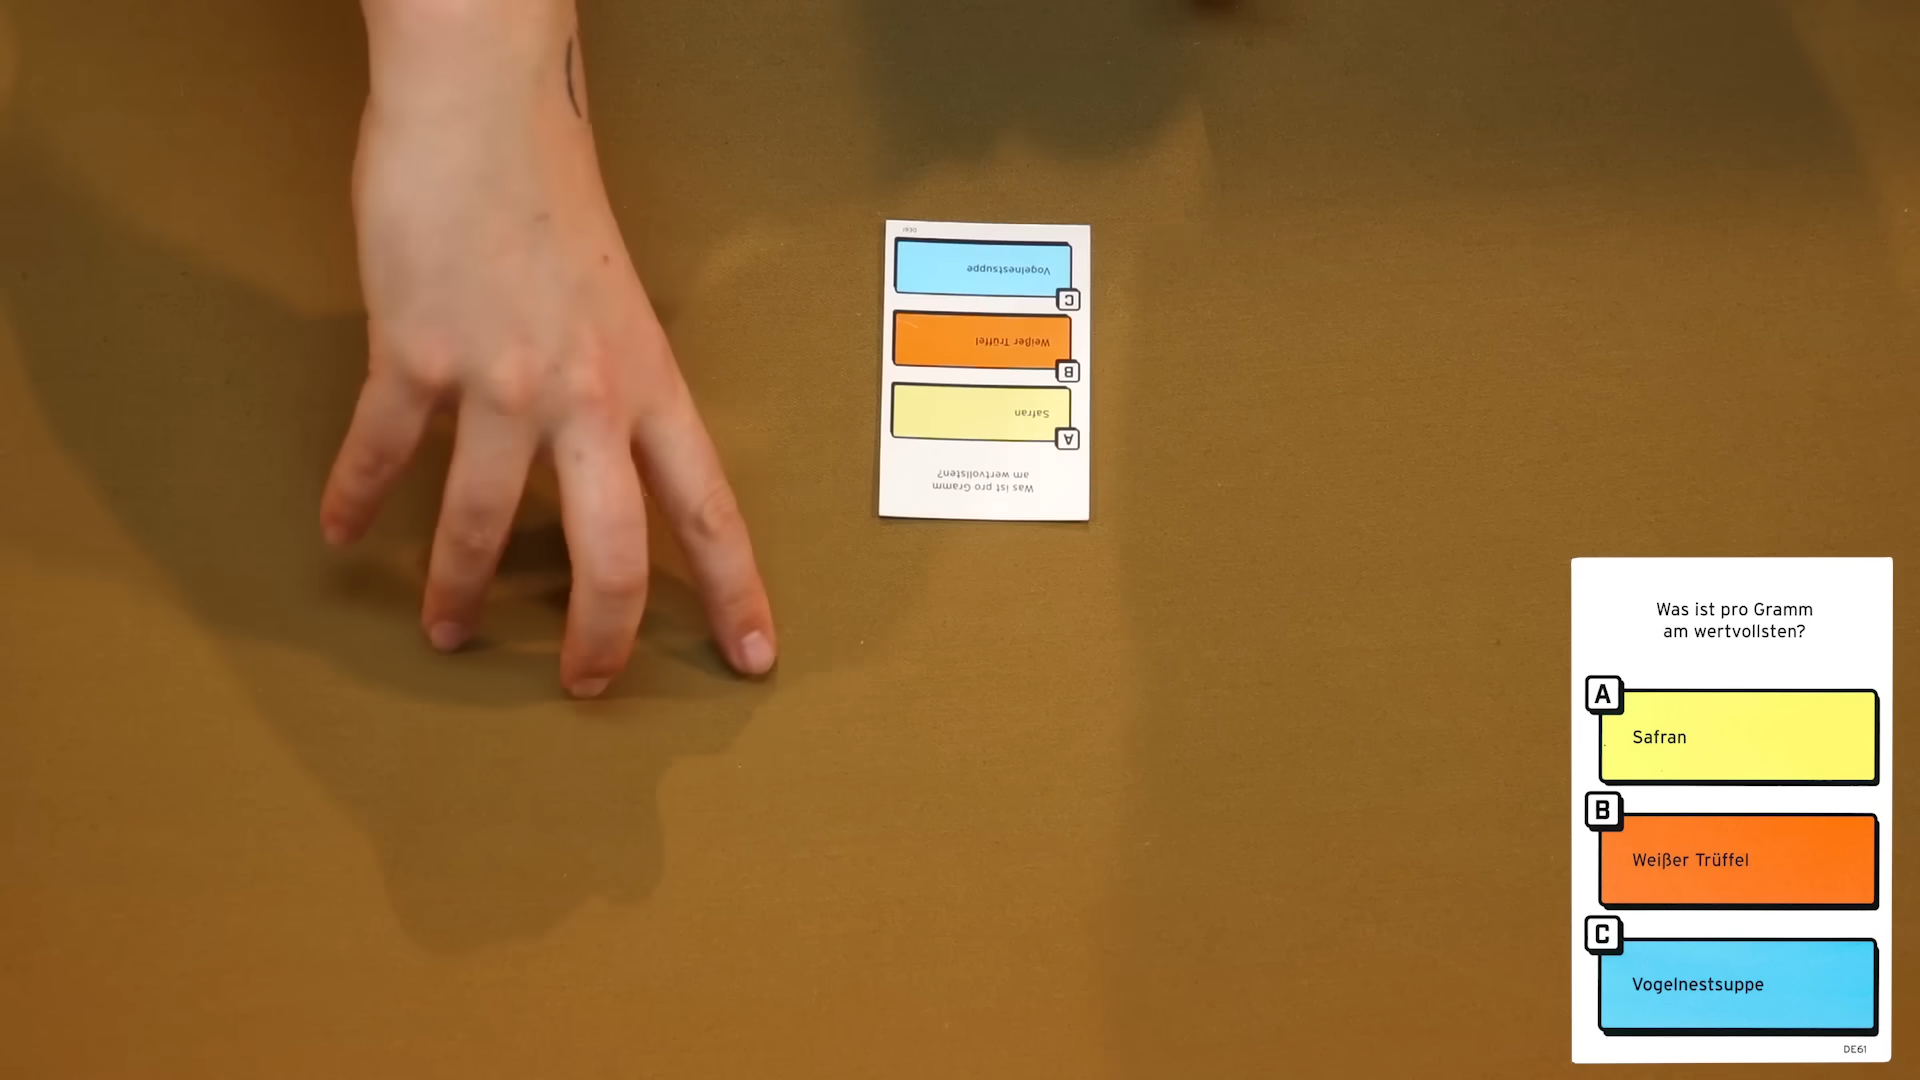 DE61
Vogelnestsuppe
C
Weißer Trüffel
B
Safran
A
Was ist pro Gramm
am wertvollsten?
Was ist pro Gramm
am wertvollsten?
A
Safran
B
Weißer Trüffel
C
Vogelnestsuppe
DE61